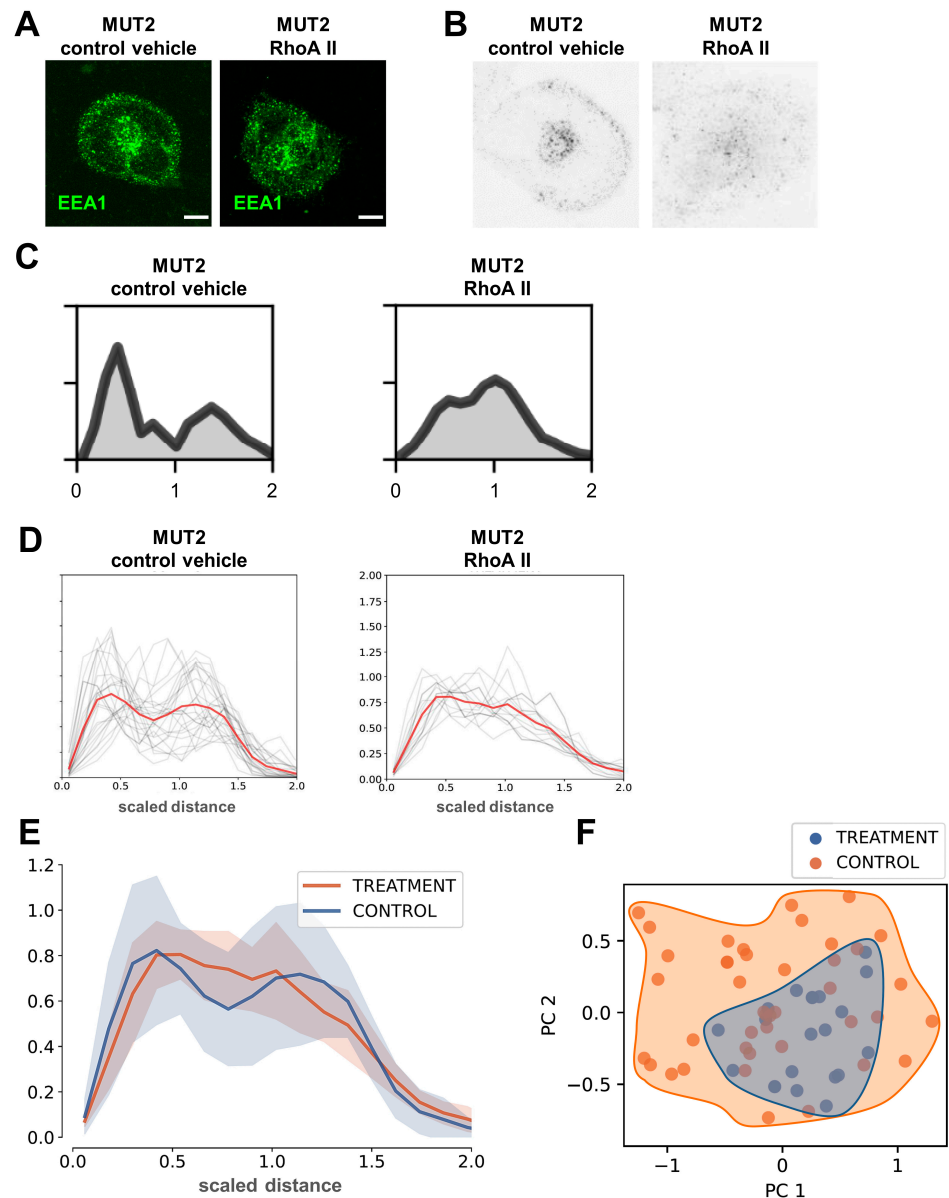 A
MUT2
control vehicle
MUT2
RhoA II
EEA1
EEA1
B
MUT2
control vehicle
MUT2
RhoA II
C
MUT2
control vehicle
MUT2
RhoA II
0 1 2
0 1 2
D
MUT2
control vehicle
MUT2
RhoA II
2.00
1.75
1.50
1.25
1.00
0.75
0.50
0.25
0.00
0.0 0.5 1.0 1.5 2.0
scaled distance
0.0 0.5 1.0 1.5 2.0
scaled distance
E
TREATMENT
CONTROL
1.2
1.0
0.8
0.6
0.4
0.2
0.0
0.0 0.5 1.0 1.5 2.0
scaled distance
F
TREATMENT
CONTROL
0.5
0.0
−0.5
PC 2
−1 0 1
PC 1